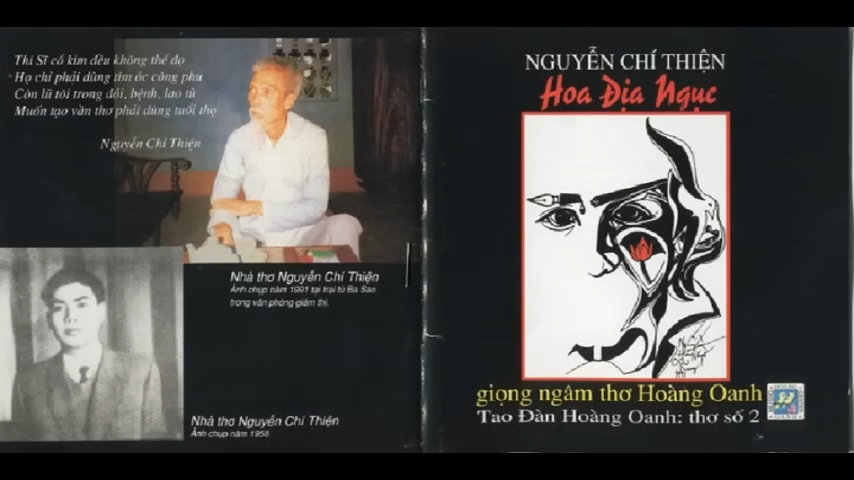 Thi Sĩ cổ kim đều không thể dọ
Họ chỉ phải dùng tim óc công phu
Còn lũ tôi trong đói, bệnh, lao tù
Muốn tạo vần thơ phải dùng tuổi thọ
Nguyễn Chí Thiện
Nhà thơ Nguyễn Chí Thiện
Ảnh chụp năm 1991 tại trại tù Ba Sao
trong văn phòng giám thị.
Nhà thơ Nguyễn Chí Thiện
Ảnh chụp năm 1956
NGUYỄN CHÍ THIỆN
Hoa Địa Ngục
giọng ngâm thơ Hoàng Oanh
Tao Đàn Hoàng Oanh: thơ số 2